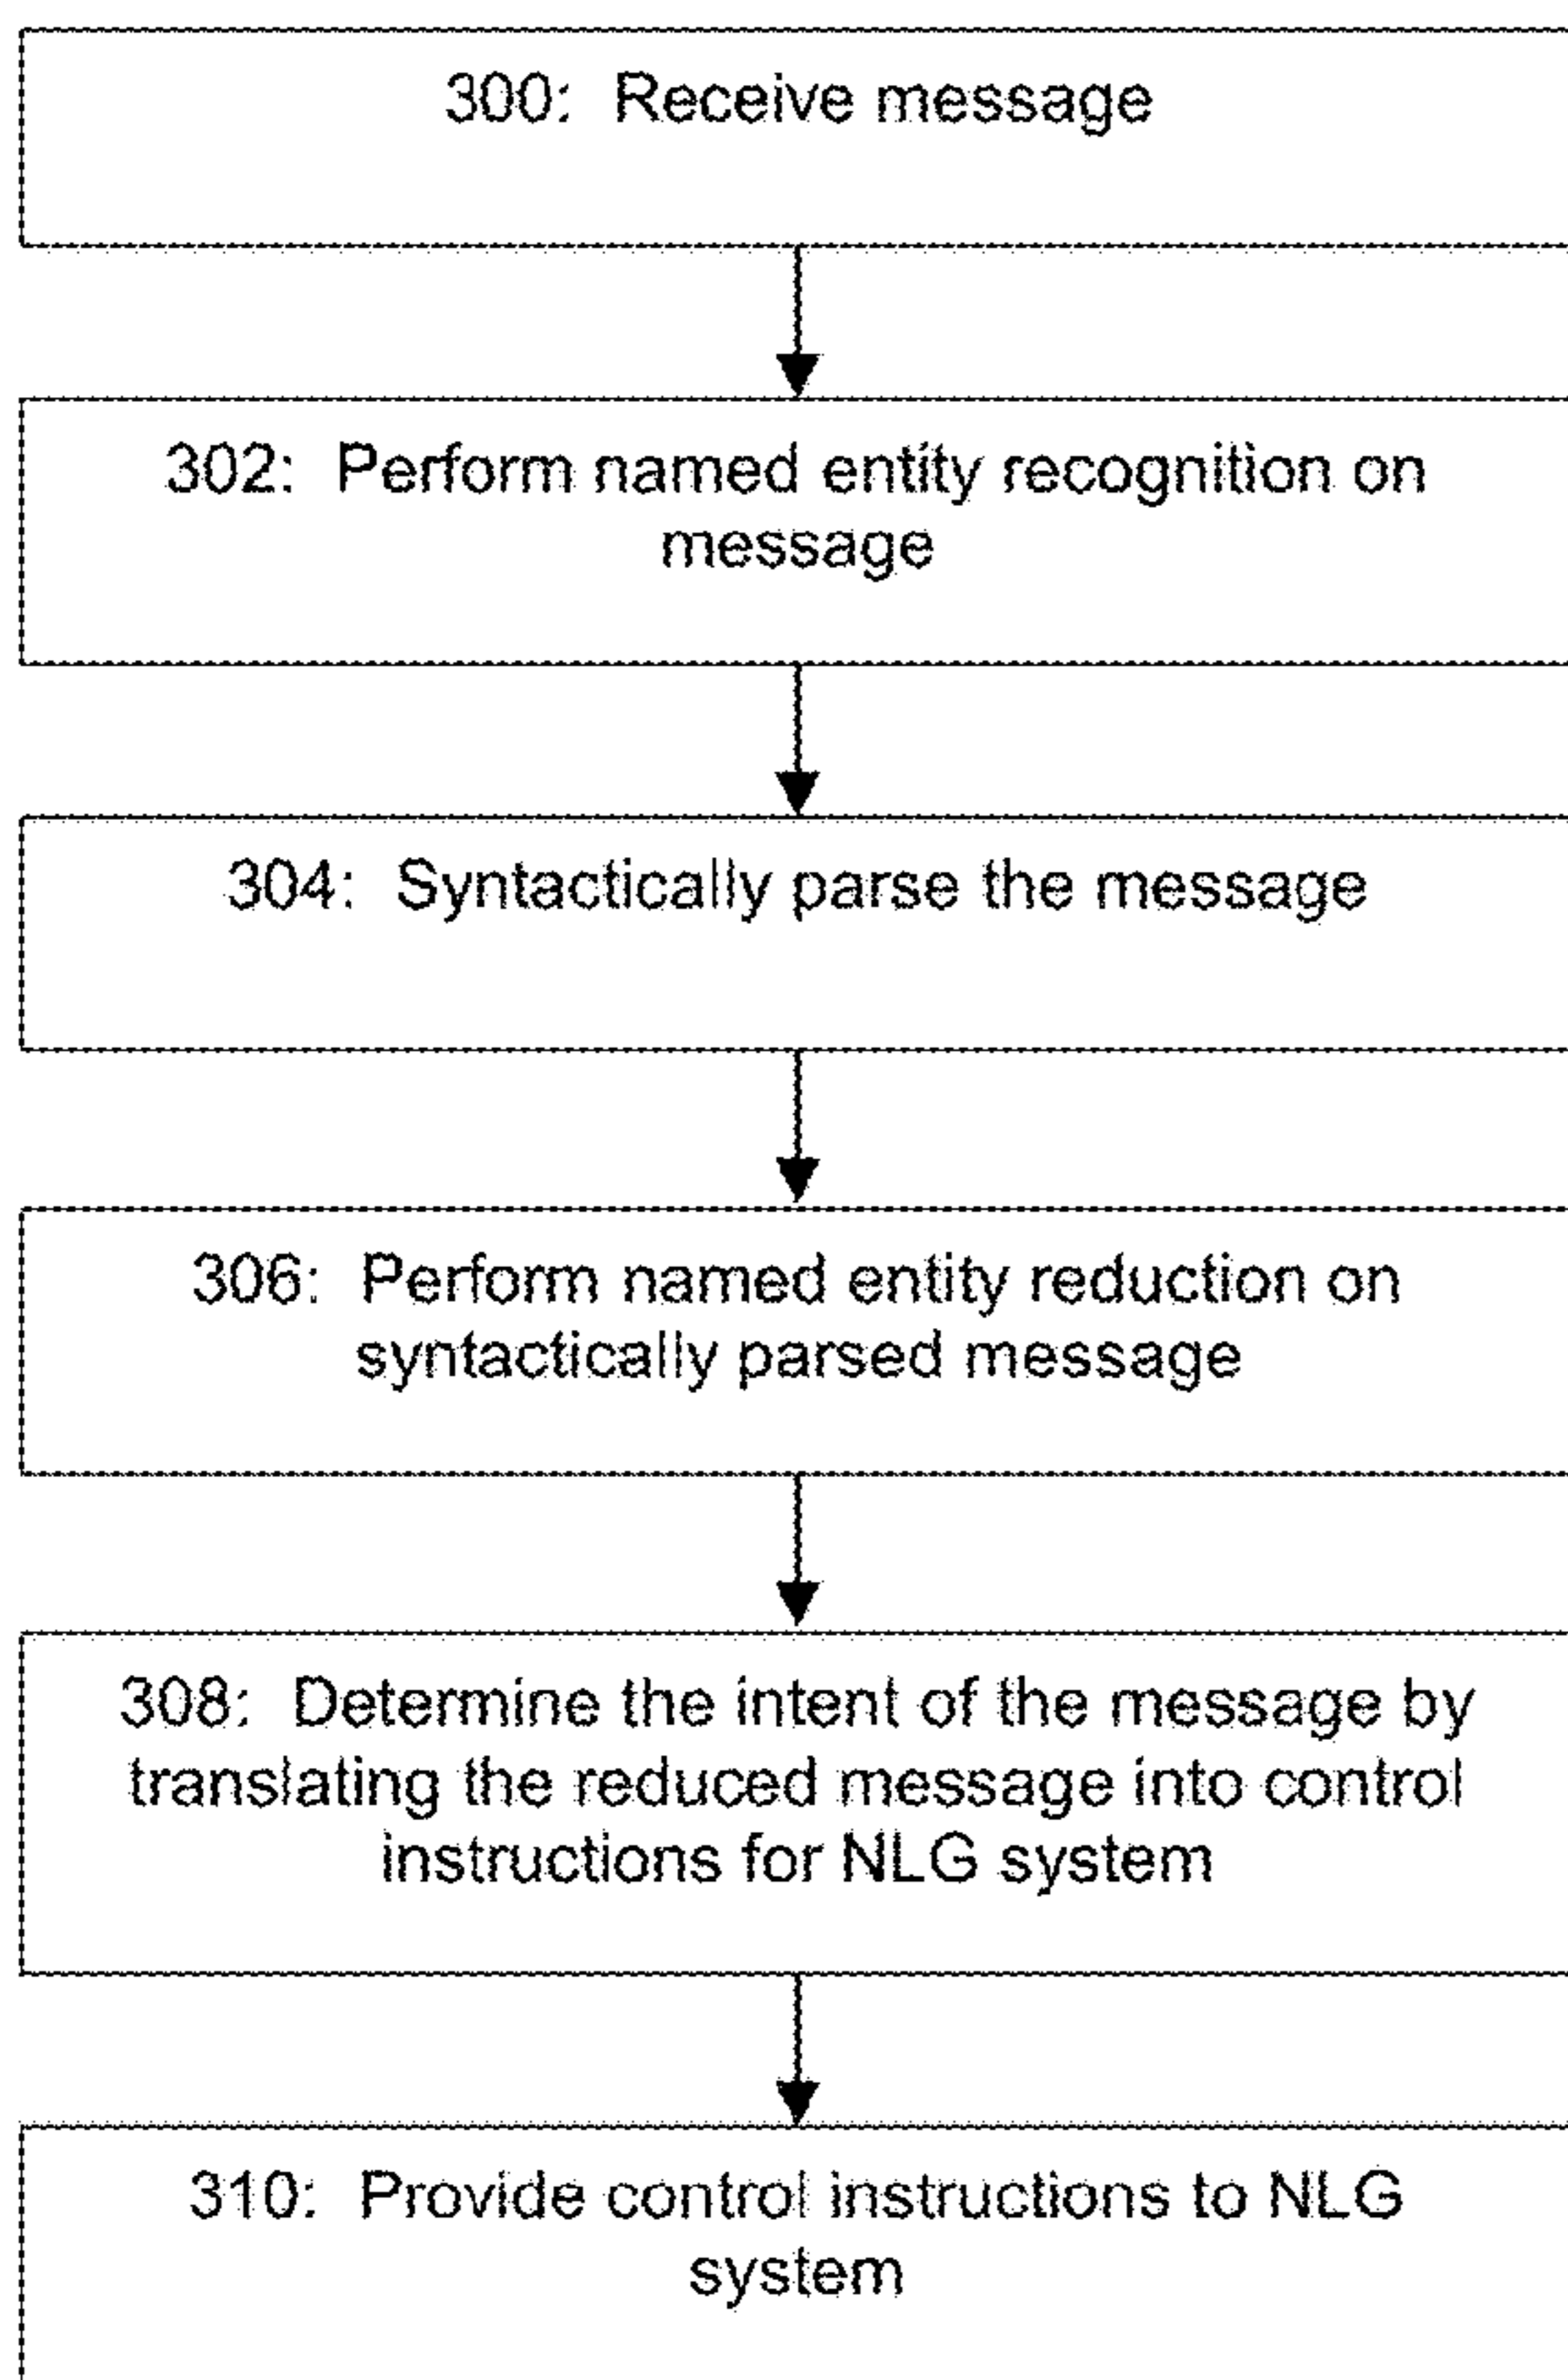 300: Receive message
302: Perform named entity recognition on
message
304: Syntactically parse the message
306: Perform named entity reduction on
syntactically parsed message
308: Determine the intent of the message by
translating the reduced message into control
instructions for NLG system
310: Provide control instructions to NLG
system